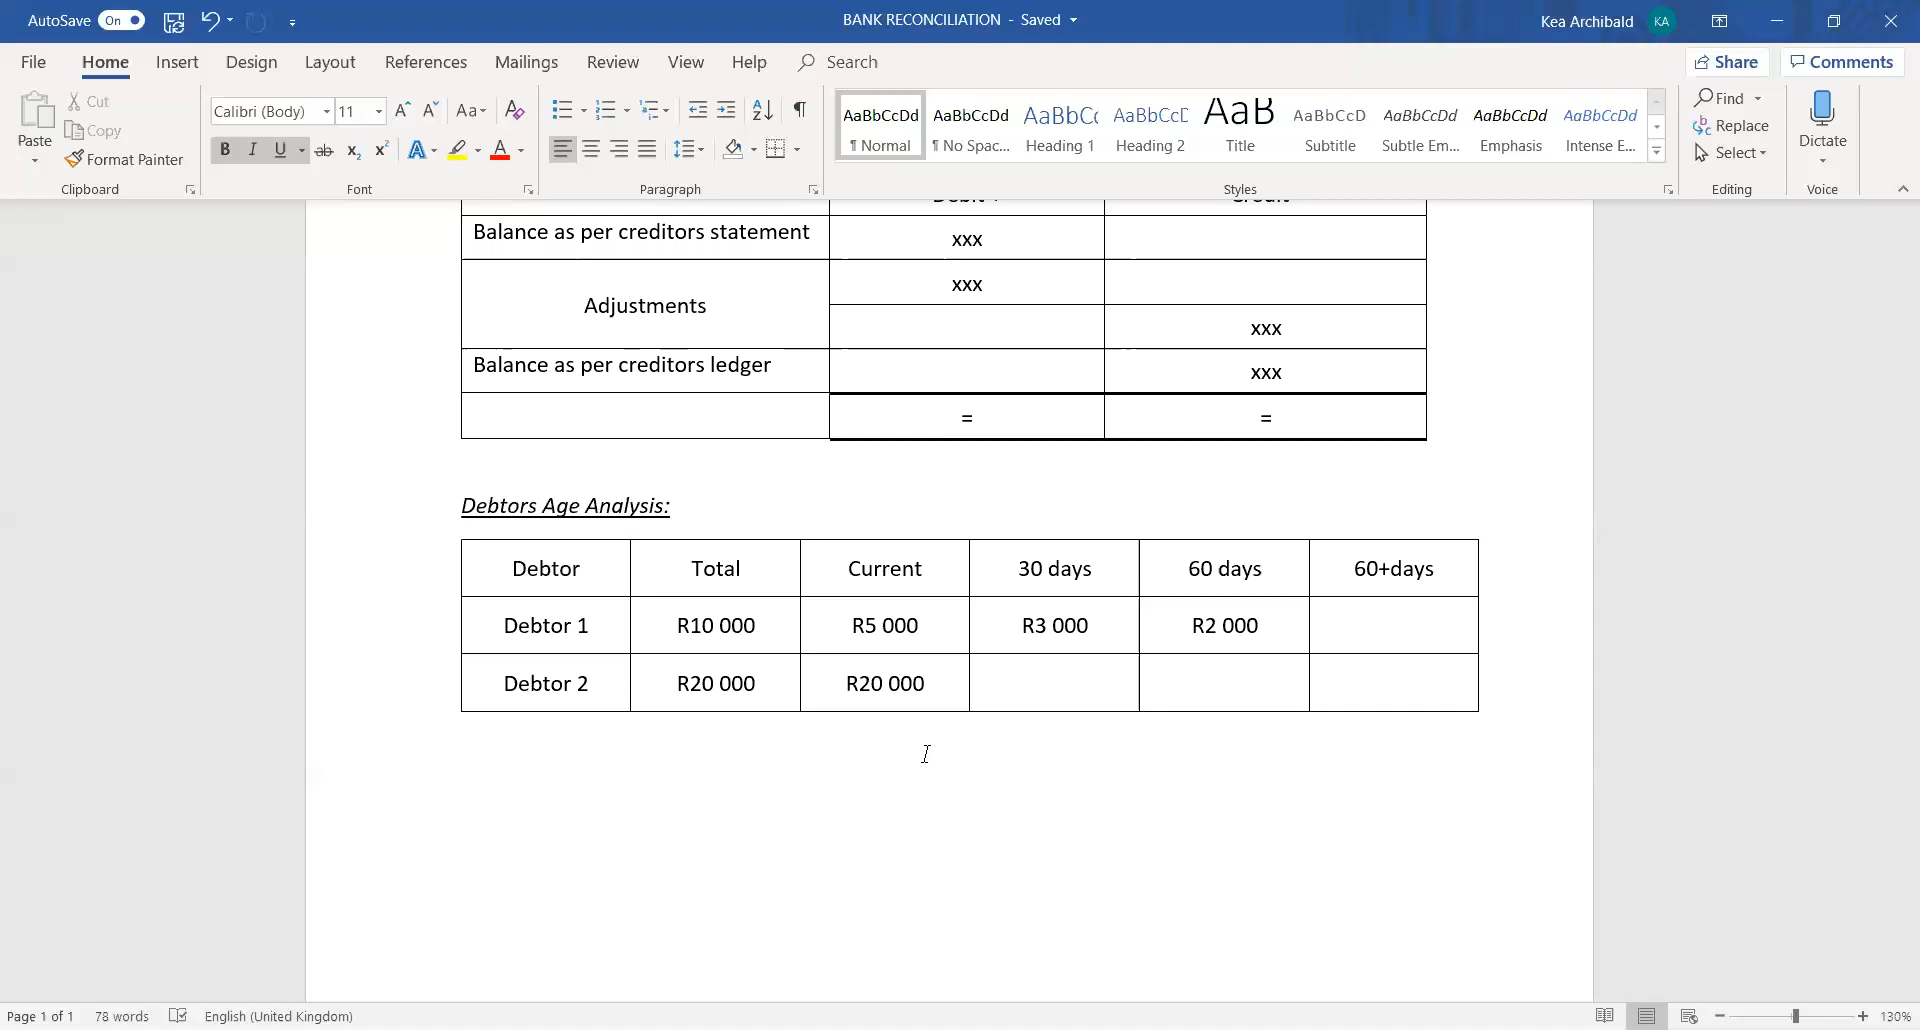 AutoSave On BANK RECONCILIATION - Saved Kea Archibald KA
File Home Insert Design Layout References Mailings Review View Help Search Share Comments
Paste Cut Copy Format Painter Clipboard
Calibri (Body) 11 Aa B I U ab x₂ x² A A Font
Paragraph
AaBbCcDd ¶ Normal
AaBbCcDd ¶ No Spac...
AaBbCc Heading 1
AaBbCcC Heading 2
AaB Title
AaBbCcD Subtitle
AaBbCcDd Subtle Em...
AaBbCcDd Emphasis
AaBbCcDd Intense E...
Styles
Find Replace Select Editing
Dictate Voice
Balance as per creditors statement xxx
Adjustments xxx
xxx
Balance as per creditors ledger xxx
= =
Debtors Age Analysis:
Debtor Total Current 30 days 60 days 60+days
Debtor 1 R10 000 R5 000 R3 000 R2 000
Debtor 2 R20 000 R20 000
Page 1 of 1 78 words English (United Kingdom) 130%